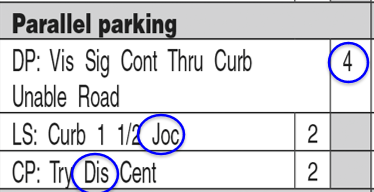 Parallel parking
DP: Vis Sig Cont Thru Curb 4
Unable Road
LS: Curb 1 1/2 Joc 2
CP: Try Dis Cent 2